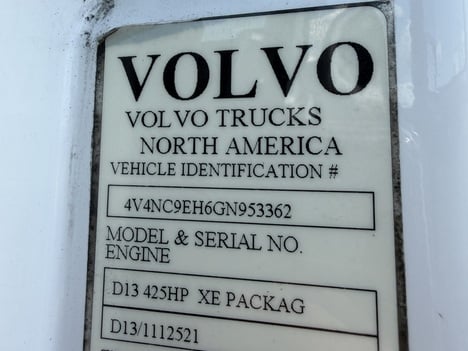 VOLVO
VOLVO TRUCKS
NORTH AMERICA
VEHICLE IDENTIFICATION #
4V4NC9EH6GN953362
MODEL & SERIAL NO.
ENGINE
D13 425HP XE PACKAG
D13/1112521